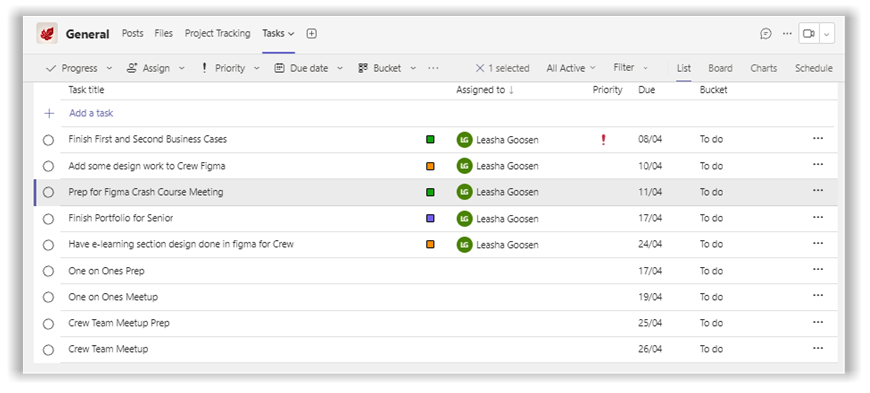 General Posts Files Project Tracking Tasks
Progress Assign ! Priority Due date Bucket ... X 1 selected All Active Filter List Board Charts Schedule
Task title Assigned to ↓ Priority Due Bucket
+ Add a task
Finish First and Second Business Cases LG Leasha Goosen ! 08/04 To do ...
Add some design work to Crew Figma LG Leasha Goosen 10/04 To do ...
Prep for Figma Crash Course Meeting LG Leasha Goosen 11/04 To do ...
Finish Portfolio for Senior LG Leasha Goosen 17/04 To do ...
Have e-learning section design done in figma for Crew LG Leasha Goosen 24/04 To do ...
One on Ones Prep 17/04 To do ...
One on Ones Meetup 19/04 To do ...
Crew Team Meetup Prep 25/04 To do ...
Crew Team Meetup 26/04 To do ...